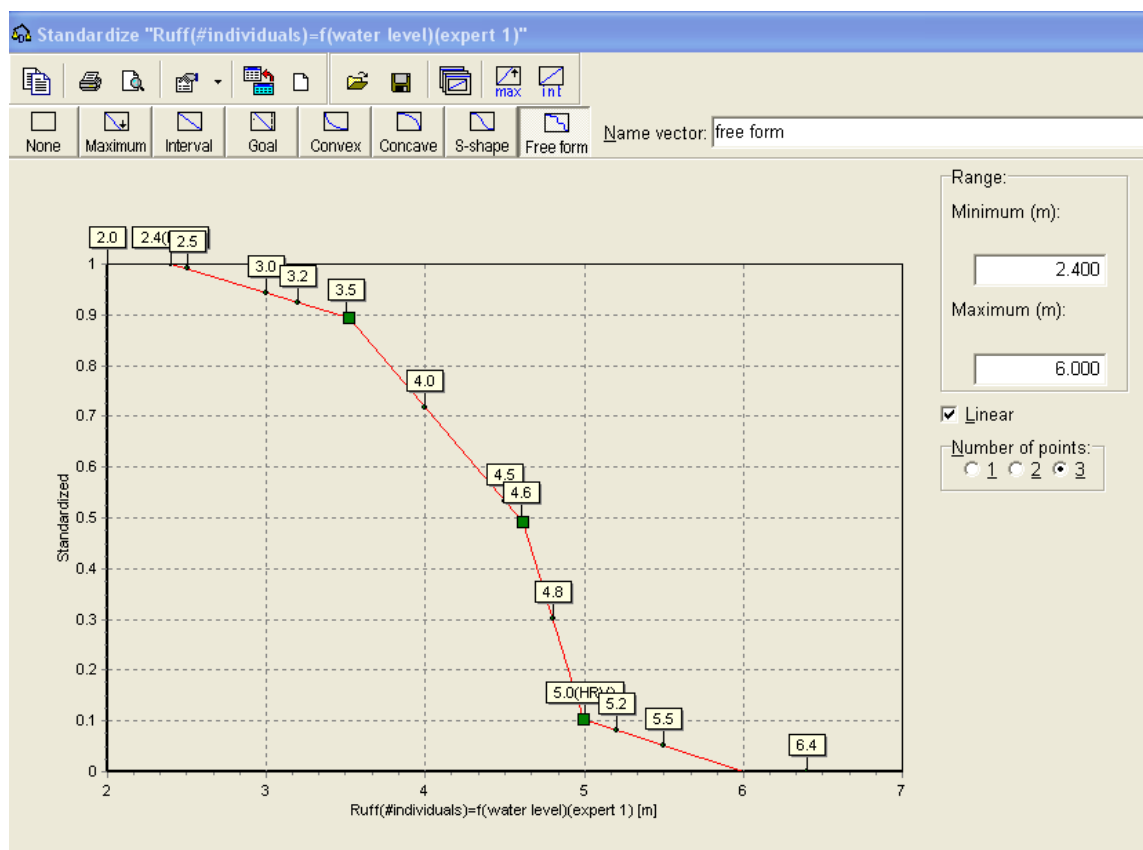 Standardize "Ruff(#individuals)=f(water level)(expert 1)"
max int
None Maximum Interval Goal Convex Concave S-shape Free form Name vector: free form
Range:
Minimum (m):
2.400
Maximum (m):
6.000
Linear
Number of points:
1 2 3
2.0 2.4( 2.5
3.0
3.2
3.5
4.0
4.5
4.6
4.8
5.0(HRV)
5.2
5.5
6.4
Standardized
1
0.9
0.8
0.7
0.6
0.5
0.4
0.3
0.2
0.1
0
2 3 4 5 6 7
Ruff(#individuals)=f(water level)(expert 1) [m]